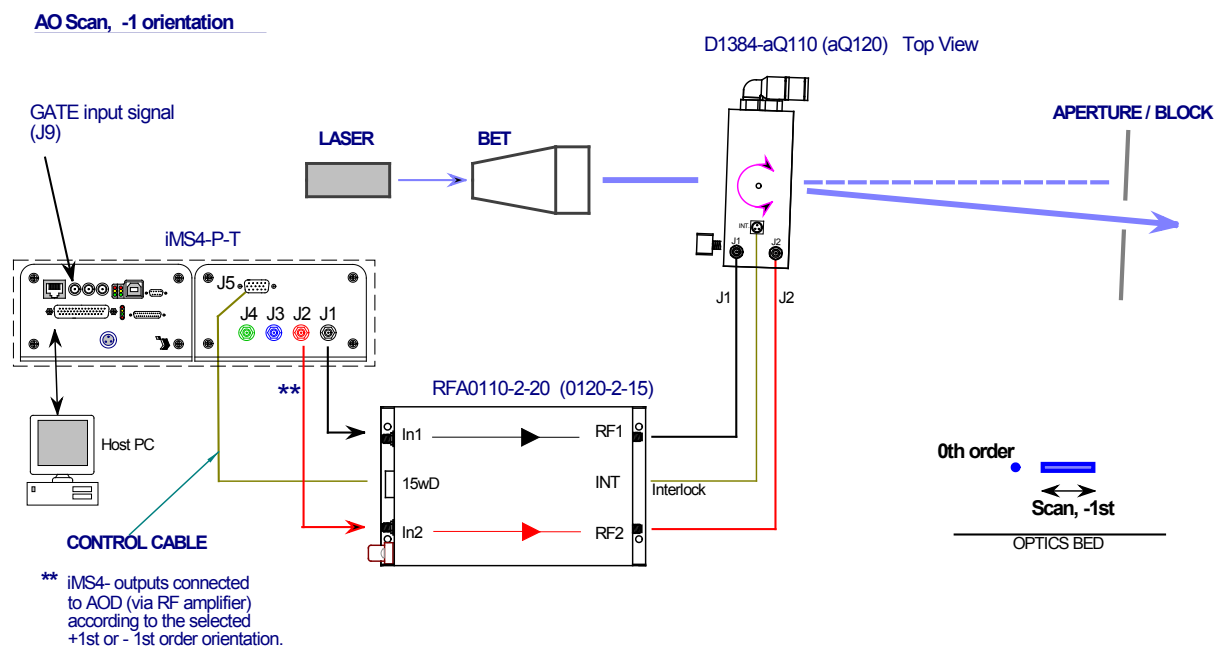 AO Scan, -1 orientation
D1384-aQ110 (aQ120) Top View
GATE input signal
(J9)
LASER
BET
APERTURE / BLOCK
iMS4-P-T
INT
J1
J2
J5
J4
J3
J2
J1
J1
J2
**
RFA0110-2-20 (0120-2-15)
In1
RF1
Host PC
15wD
INT
Interlock
In2
RF2
0th order
Scan, -1st
OPTICS BED
CONTROL CABLE
** iMS4- outputs connected
to AOD (via RF amplifier)
according to the selected
+1st or - 1st order orientation.